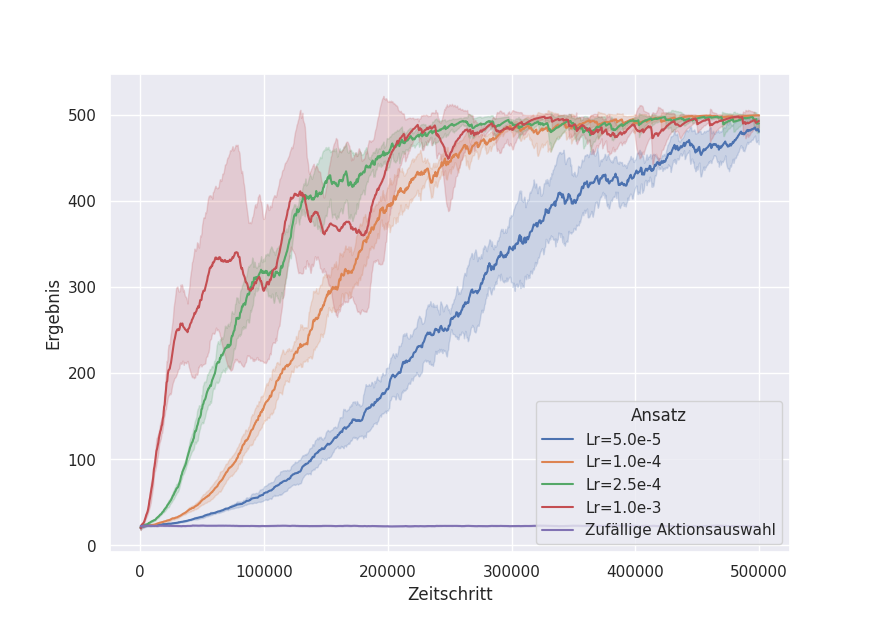 500
400
300
200
100
0
Ergebnis
0
100000
200000
300000
400000
500000
Zeitschritt
Ansatz
Lr=5.0e-5
Lr=1.0e-4
Lr=2.5e-4
Lr=1.0e-3
Zufällige Aktionsauswahl